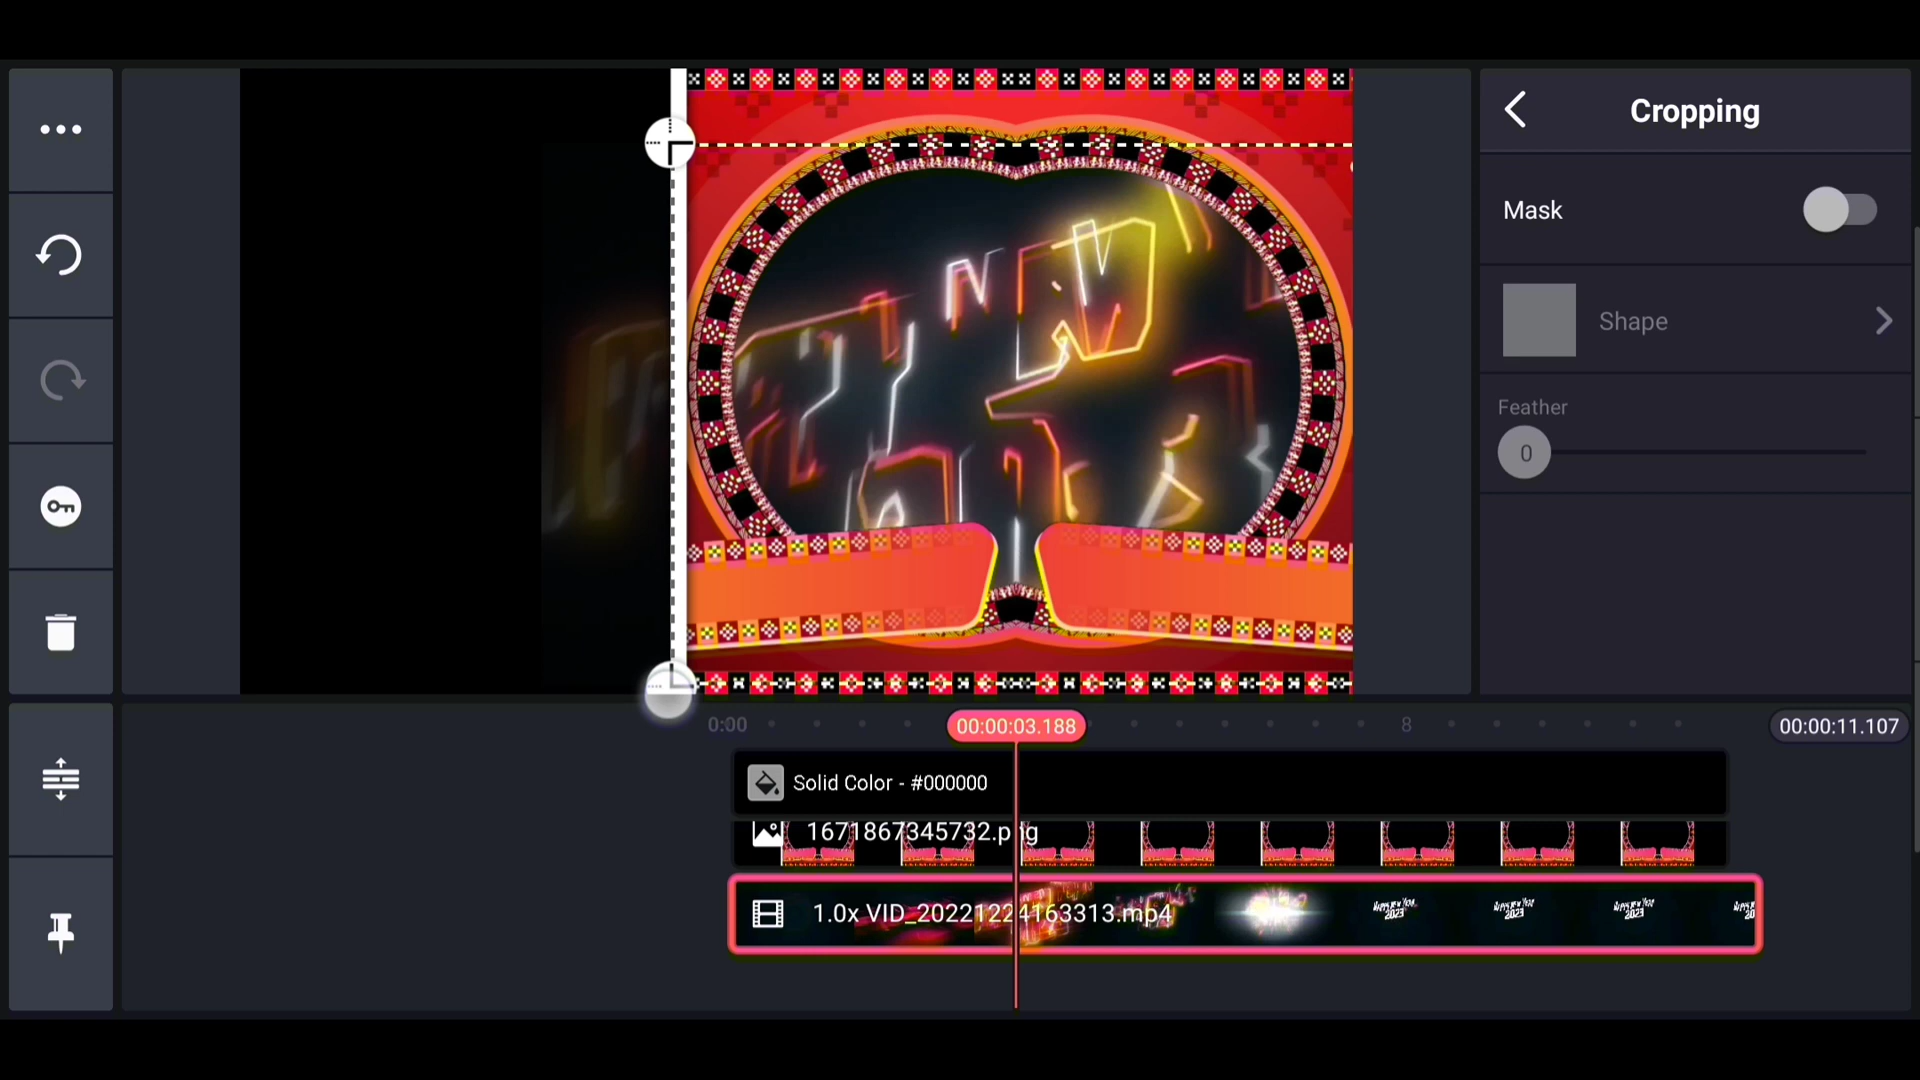 Cropping
Mask
Shape
Feather
0
0:00
00:00:03.188
8
00:00:11.107
Solid Color - #000000
1671867345732.png
1.0x VID_20221224163313.mp4